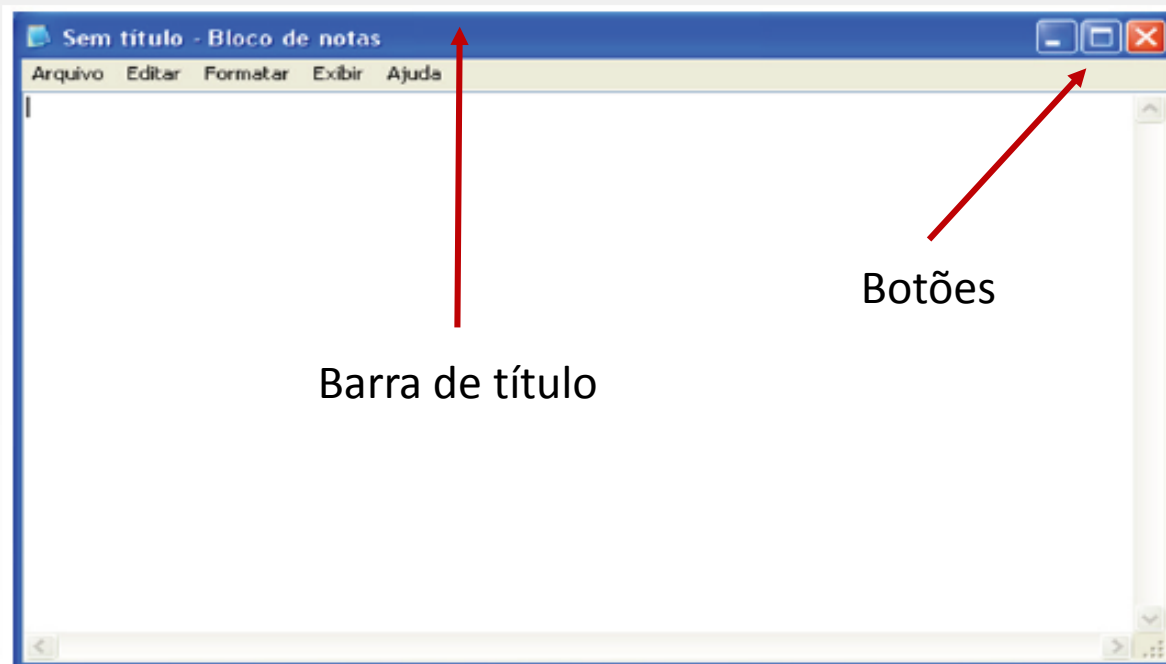 Sem título - Bloco de notas
Arquivo Editar Formatar Exibir Ajuda
Botões
Barra de título